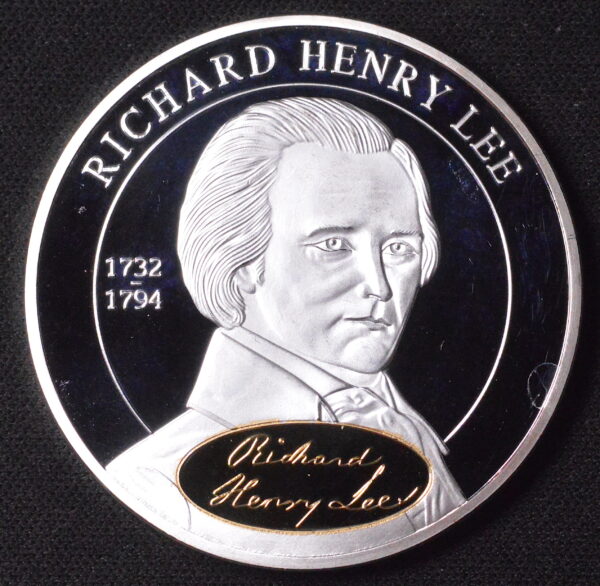 RICHARD HENRY LEE
1732
-
1794
Richard
Henry Lee